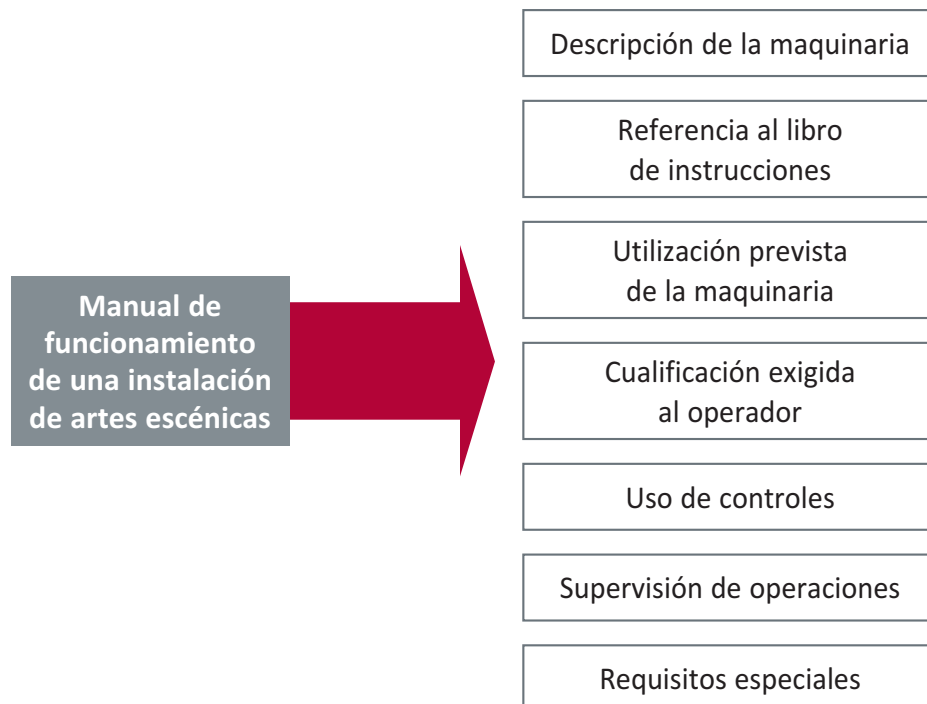 Manual de
funcionamiento
de una instalación
de artes escénicas
Descripción de la maquinaria
Referencia al libro
de instrucciones
Utilización prevista
de la maquinaria
Cualificación exigida
al operador
Uso de controles
Supervisión de operaciones
Requisitos especiales